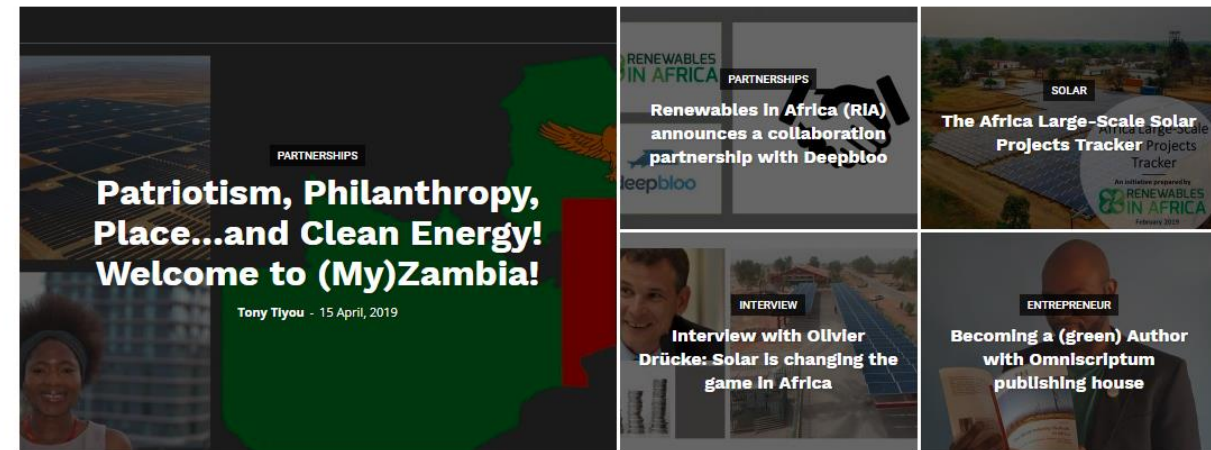 PARTNERSHIPS
Patriotism, Philanthropy,
Place...and Clean Energy!
Welcome to (My)Zambia!
Tony Tiyou - 15 April, 2019
RENEWABLES
IN AFRICA
PARTNERSHIPS
Renewables in Africa (RiA)
announces a collaboration
partnership with Deepbloo
deepbloo
SOLAR
The Africa Large-Scale Solar
Projects Tracker
Africa Large-Scale
Projects
Tracker
An initiative prepared by
RENEWABLES
IN AFRICA
February 2019
INTERVIEW
Interview with Olivier
Drücke: Solar is changing the
game in Africa
ENTREPRENEUR
Becoming a (green) Author
with Omniscriptum
publishing house